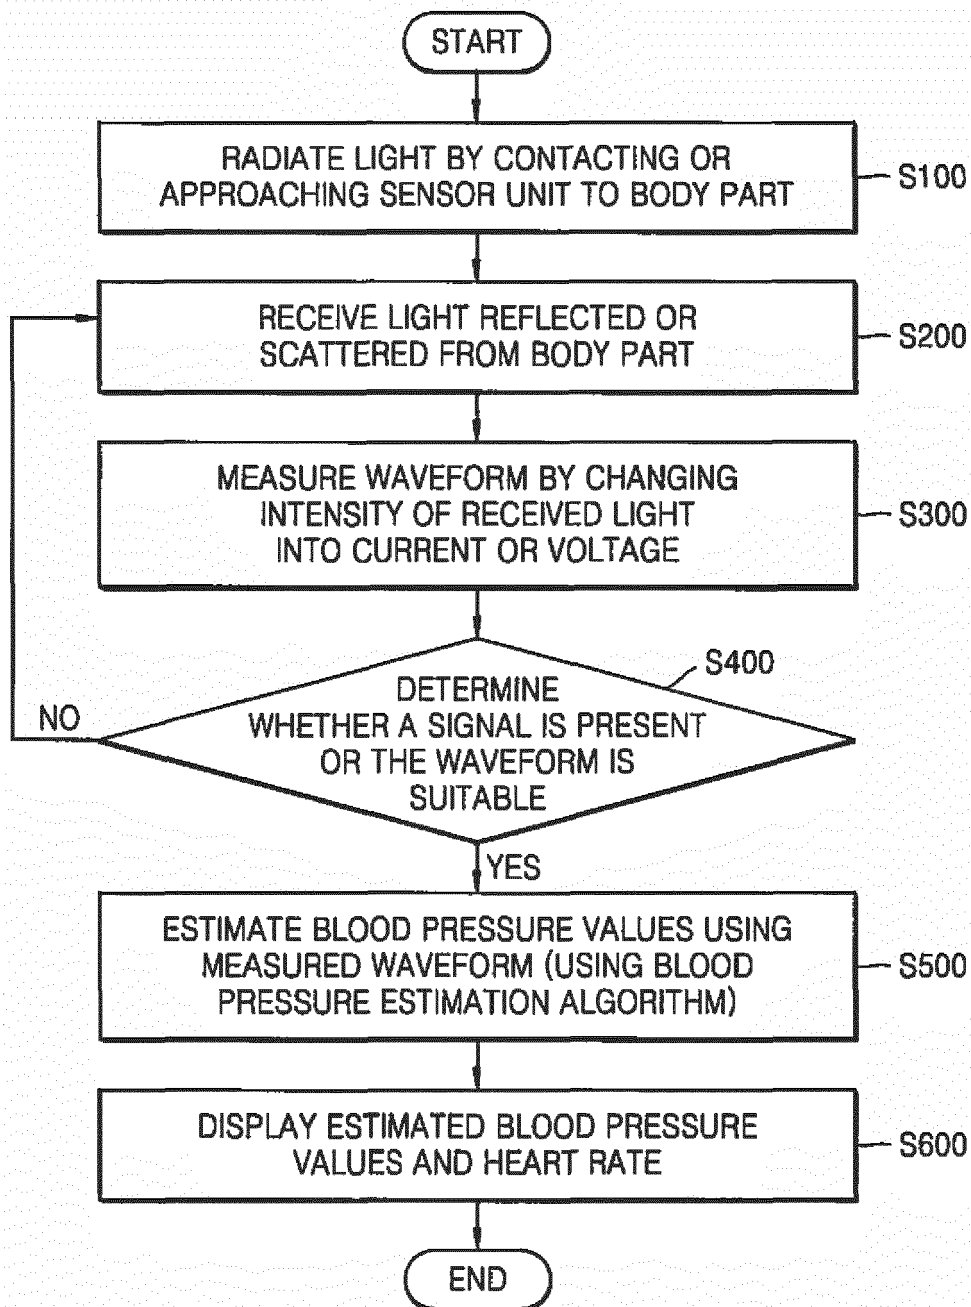 START
RADIATE LIGHT BY CONTACTING OR
APPROACHING SENSOR UNIT TO BODY PART
S100
RECEIVE LIGHT REFLECTED OR
SCATTERED FROM BODY PART
S200
MEASURE WAVEFORM BY CHANGING
INTENSITY OF RECEIVED LIGHT
INTO CURRENT OR VOLTAGE
S300
S400
DETERMINE
WHETHER A SIGNAL IS PRESENT
OR THE WAVEFORM IS
SUITABLE
NO
YES
ESTIMATE BLOOD PRESSURE VALUES USING
MEASURED WAVEFORM (USING BLOOD
PRESSURE ESTIMATION ALGORITHM)
S500
DISPLAY ESTIMATED BLOOD PRESSURE
VALUES AND HEART RATE
S600
END